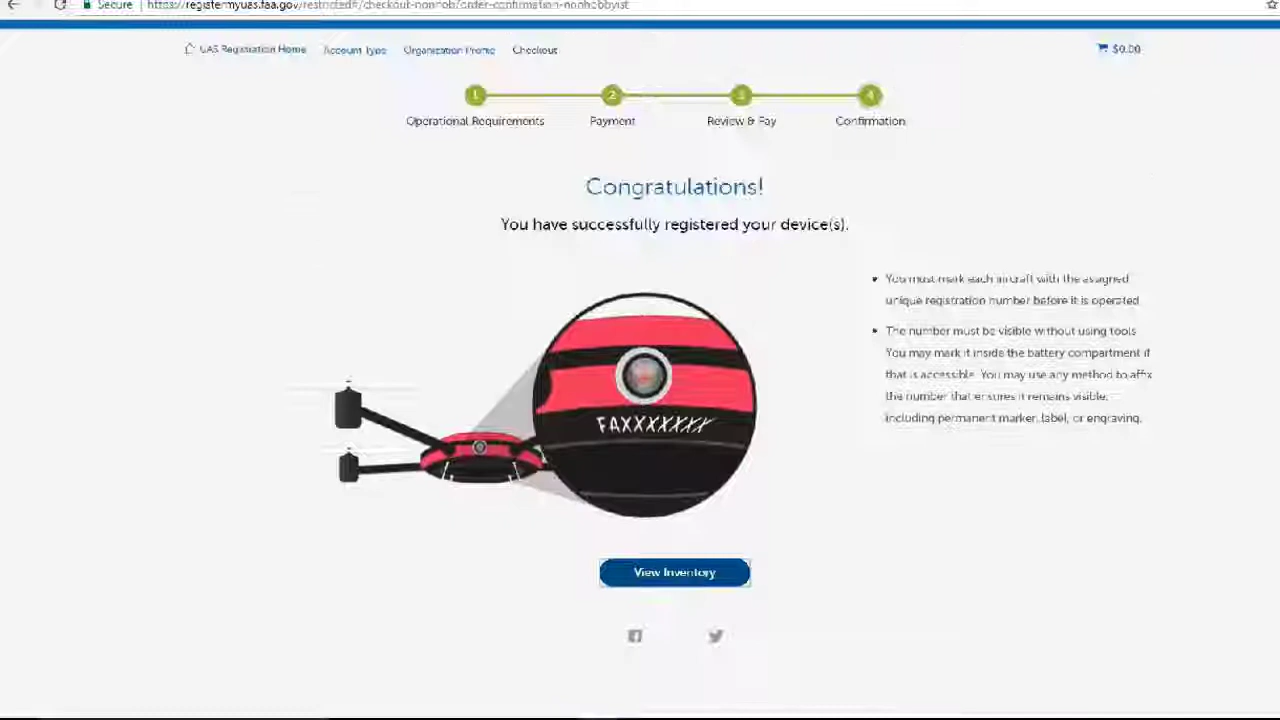 Secure
https://registermyuas.faa.gov/restricted#/checkout-nonhob/order-confirmation-nonhobbyist
UAS Registration Home Account Type Organization Profile Checkout $0.00
1 2 3 4
Operational Requirements Payment Review & Pay Confirmation
Congratulations!
You have successfully registered your device(s).
FAXXXXXXX
You must mark each aircraft with the assigned
unique registration number before it is operated
The number must be visible without using tools
You may mark it inside the battery compartment if
that is accessible. You may use any method to affix
the number that ensures it remains visible,
including permanent marker, label, or engraving.
View Inventory